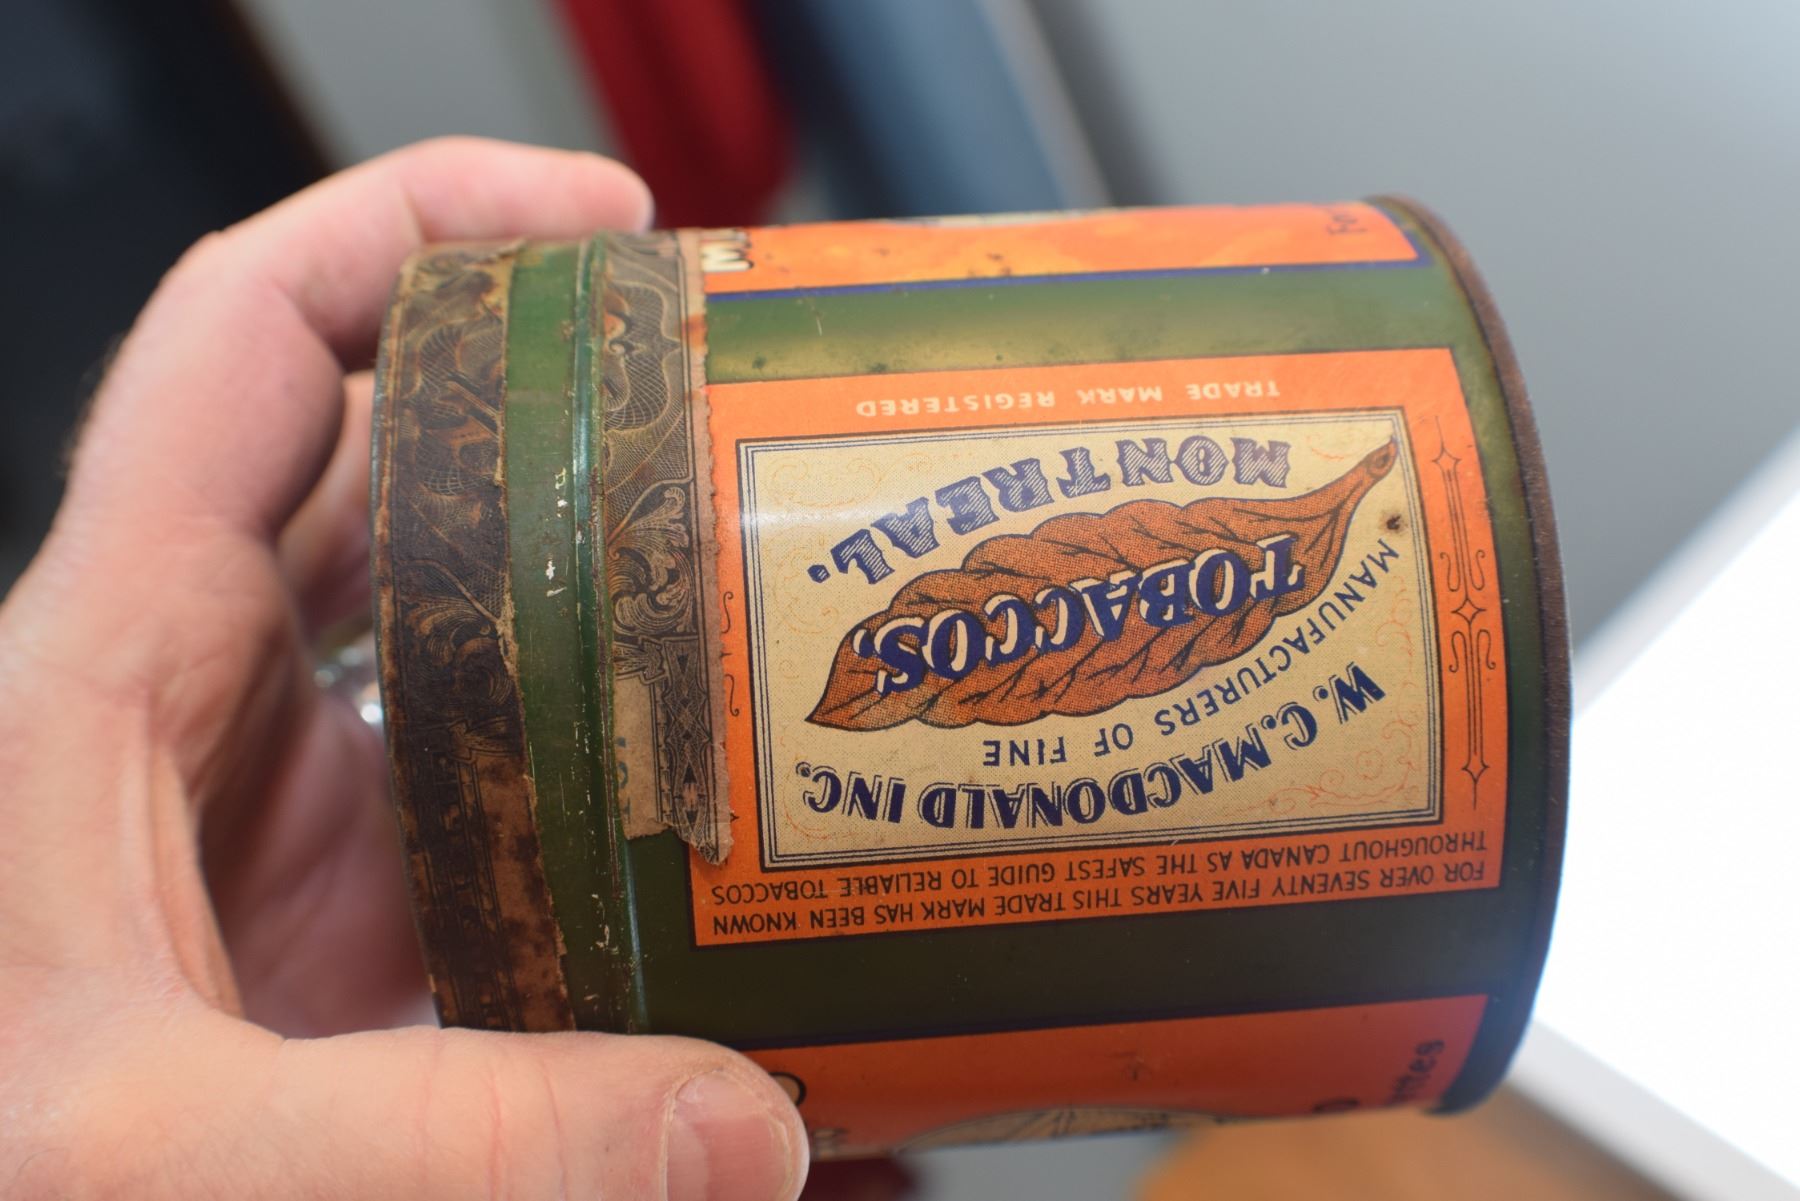 FOR OVER SEVENTY FIVE YEARS THIS TRADE MARK HAS BEEN KNOWN
THROUGHOUT CANADA AS THE SAFEST GUIDE TO RELIABLE TOBACCOS
W. C. MACDONALD INC.
MANUFACTURERS OF FINE
TOBACCOS,
MONTREAL.
TRADE MARK REGISTERED